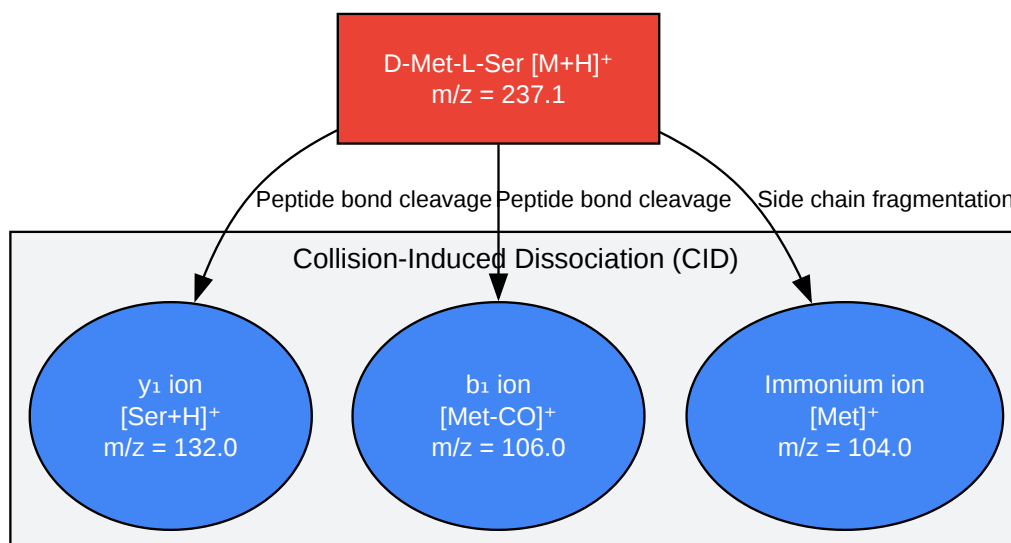 D-Met-L-Ser [M+H]⁺
m/z = 237.1
Peptide bond cleavage
Peptide bond cleavage
Side chain fragmentation
Collision-Induced Dissociation (CID)
y₁ ion
[Ser+H]⁺
m/z = 132.0
b₁ ion
[Met-CO]⁺
m/z = 106.0
Immonium ion
[Met]⁺
m/z = 104.0